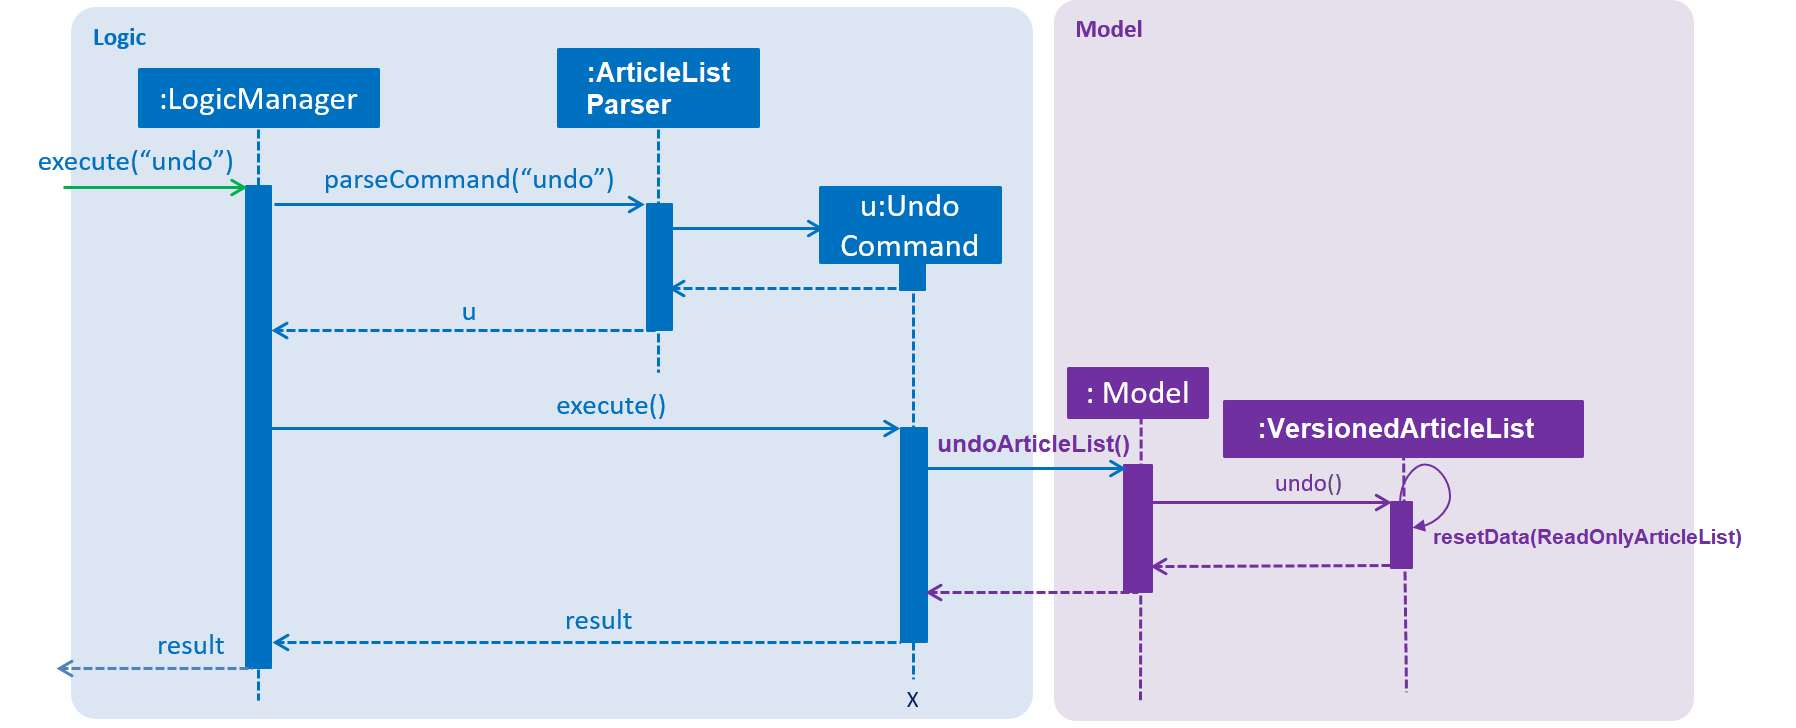 Logic
Model
:LogicManager
:ArticleList
Parser
execute(“undo”)
parseCommand(“undo”)
u:Undo
Command
u
execute()
: Model
:VersionedArticleList
undoArticleList()
undo()
resetData(ReadOnlyArticleList)
result
result
X